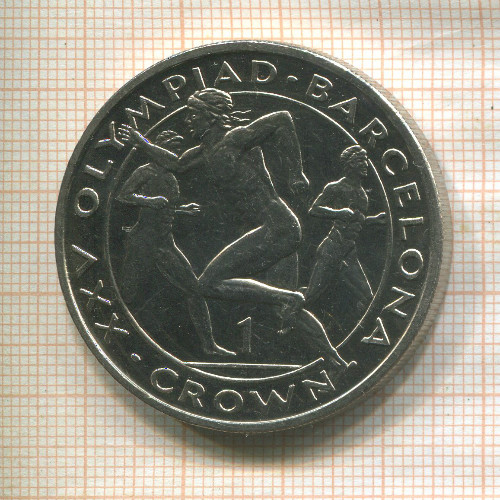 XXV OLYMPIAD · BARCELONA ·
CROWN ·
1